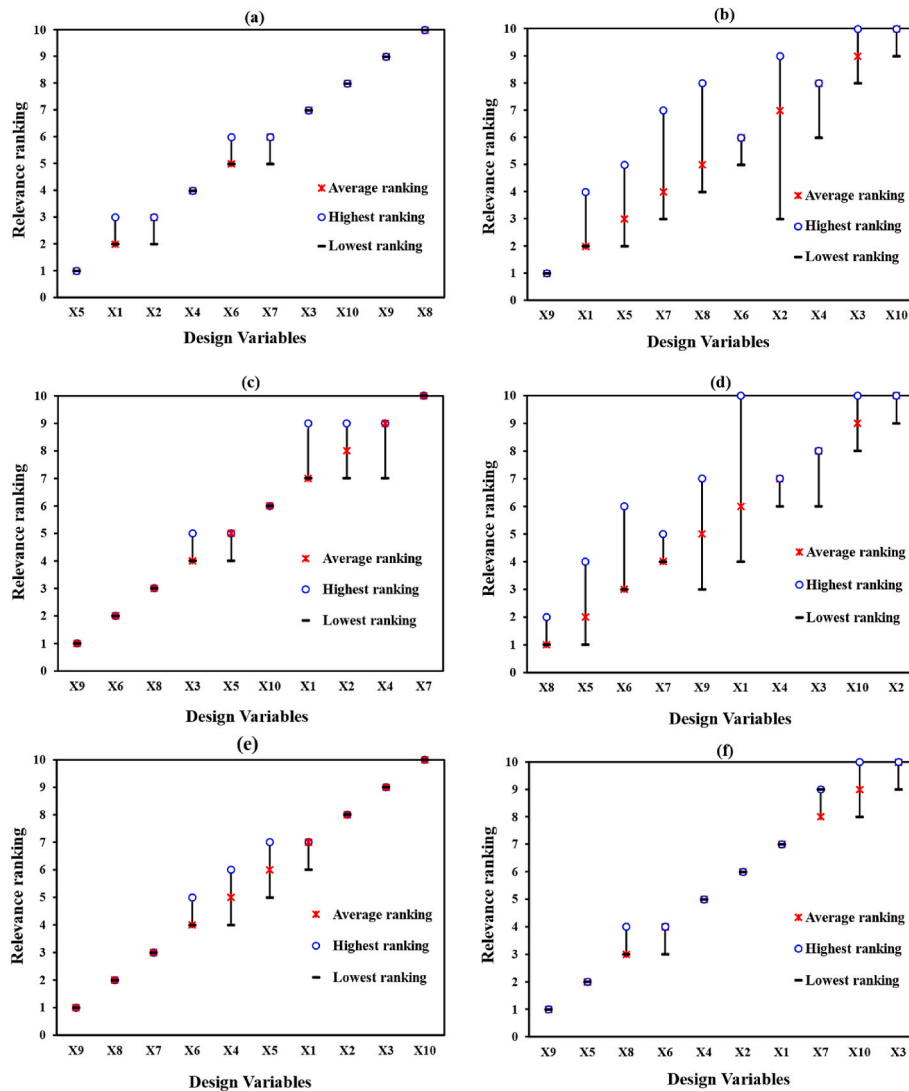 (a)
10
9
8
7
6
5
4
3
2
1
0
Relevance ranking
Average ranking
Highest ranking
Lowest ranking
X5 X1 X2 X4 X6 X7 X3 X10 X9 X8
Design Variables
(b)
10
9
8
7
6
5
4
3
2
1
0
Relevance ranking
Average ranking
Highest ranking
Lowest ranking
X9 X1 X5 X7 X8 X6 X2 X4 X3 X10
Design Variables
(c)
10
9
8
7
6
5
4
3
2
1
0
Relevance ranking
Average ranking
Highest ranking
Lowest ranking
X9 X6 X8 X3 X5 X10 X1 X2 X4 X7
Design Variables
(d)
10
9
8
7
6
5
4
3
2
1
0
Relevance ranking
Average ranking
Highest ranking
Lowest ranking
X8 X5 X6 X7 X9 X1 X4 X3 X10 X2
Design Variables
(e)
10
9
8
7
6
5
4
3
2
1
0
Relevance ranking
Average ranking
Highest ranking
Lowest ranking
X9 X8 X7 X6 X4 X5 X1 X2 X3 X10
Design Variables
(f)
10
9
8
7
6
5
4
3
2
1
0
Relevance ranking
Average ranking
Highest ranking
Lowest ranking
X9 X5 X8 X6 X4 X2 X1 X7 X10 X3
Design Variables